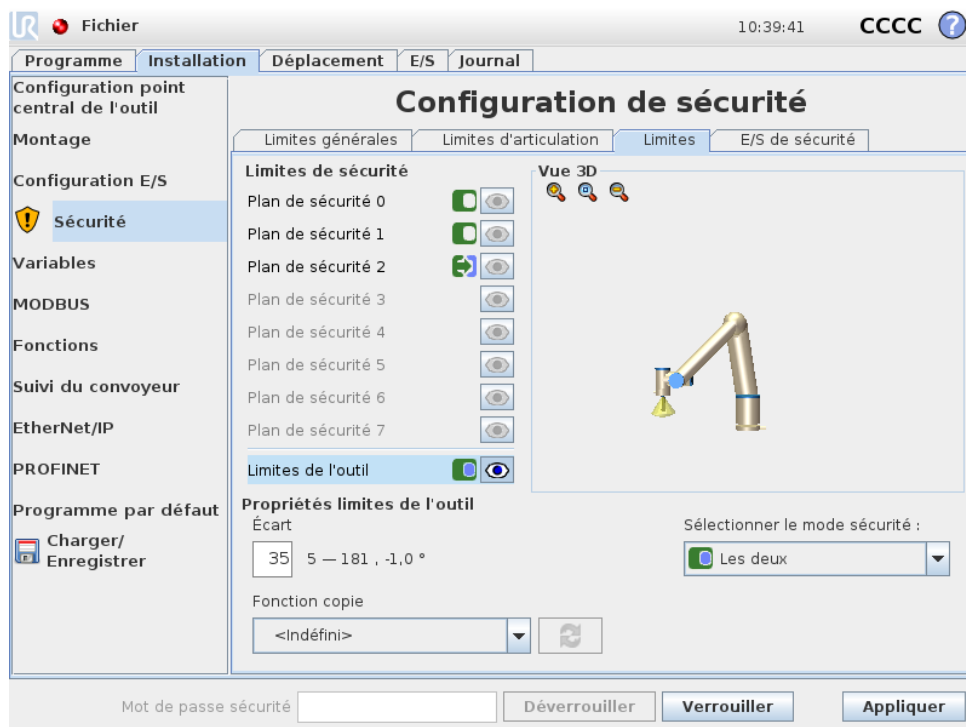 UR Fichier 10:39:41 CCCC ?
Programme Installation Déplacement E/S Journal
Configuration point
central de l'outil
Montage
Configuration E/S
Sécurité
Variables
MODBUS
Fonctions
Suivi du convoyeur
EtherNet/IP
PROFINET
Programme par défaut
Charger/
Enregistrer
Configuration de sécurité
Limites générales Limites d'articulation Limites E/S de sécurité
Limites de sécurité
Plan de sécurité 0
Plan de sécurité 1
Plan de sécurité 2
Plan de sécurité 3
Plan de sécurité 4
Plan de sécurité 5
Plan de sécurité 6
Plan de sécurité 7
Limites de l'outil
Vue 3D
Propriétés limites de l'outil
Écart
35 5 — 181 , -1,0 °
Sélectionner le mode sécurité :
Les deux
Fonction copie
<Indéfini>
Mot de passe sécurité Déverrouiller Verrouiller Appliquer